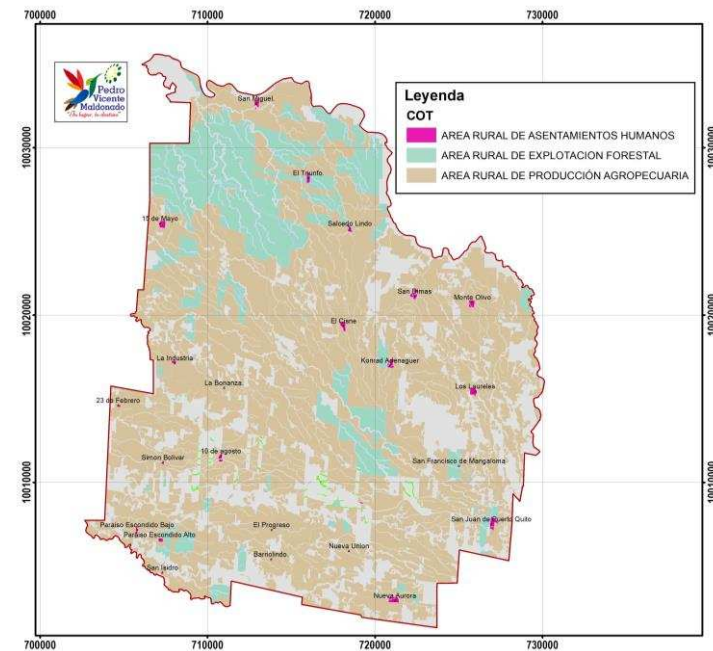 700000 710000 720000 730000
Pedro
Vicente
Maldonado
Leyenda
COT
AREA RURAL DE ASENTAMIENTOS HUMANOS
AREA RURAL DE EXPLOTACION FORESTAL
AREA RURAL DE PRODUCCIÓN AGROPECUARIA
San Miguel
10030000 10030000
El Triunfo
15 de Mayo
Salcedo Lindo
San Dimas
Monte Olivo
10020000 10020000
El Cisne
La Industria
Konrad Adenaguer
La Bonanza
Los Laureles
23 de Febrero
10 de agosto
Simon Bolivar
San Francisco de Mangaloma
10010000 10010000
San Juan de Puerto Quito
Paraiso Escondido Bajo
El Progreso
Paraiso Escondido Alto
Nueva Union
Barriolindo
San Isidro
Nueva Aurora
700000 710000 720000 730000